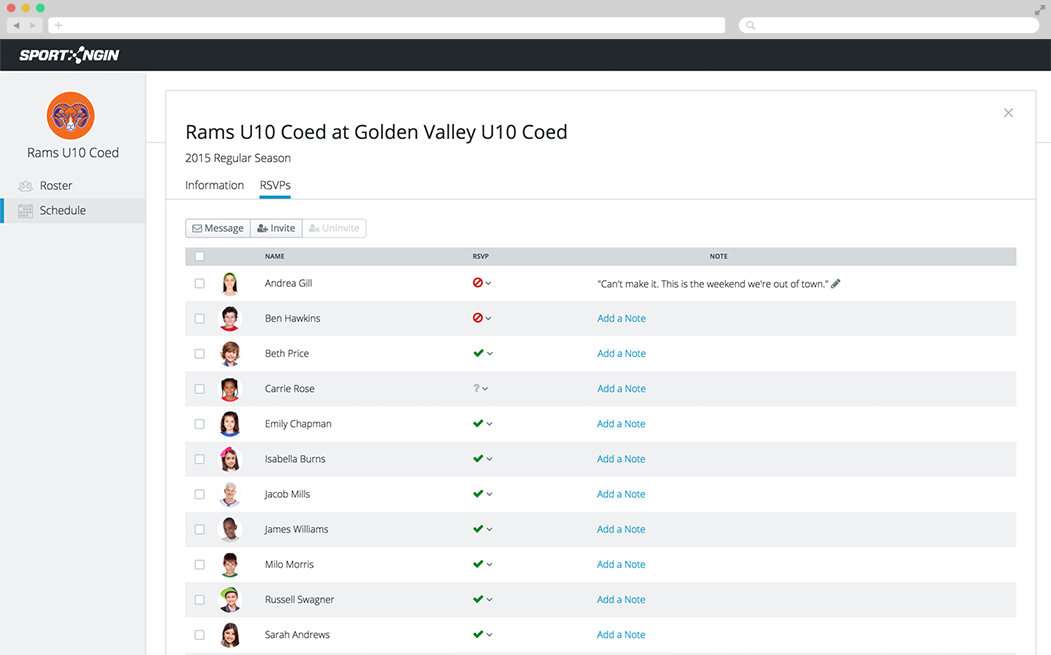 SPORT NGIN
Rams U10 Coed
Roster
Schedule
Rams U10 Coed at Golden Valley U10 Coed
2015 Regular Season
Information RSVPs
Message Invite Uninvite
NAME RSVP NOTE
Andrea Gill "Can't make it. This is the weekend we're out of town."
Ben Hawkins Add a Note
Beth Price Add a Note
Carrie Rose ? Add a Note
Emily Chapman Add a Note
Isabella Burns Add a Note
Jacob Mills Add a Note
James Williams Add a Note
Milo Morris Add a Note
Russell Swagner Add a Note
Sarah Andrews Add a Note